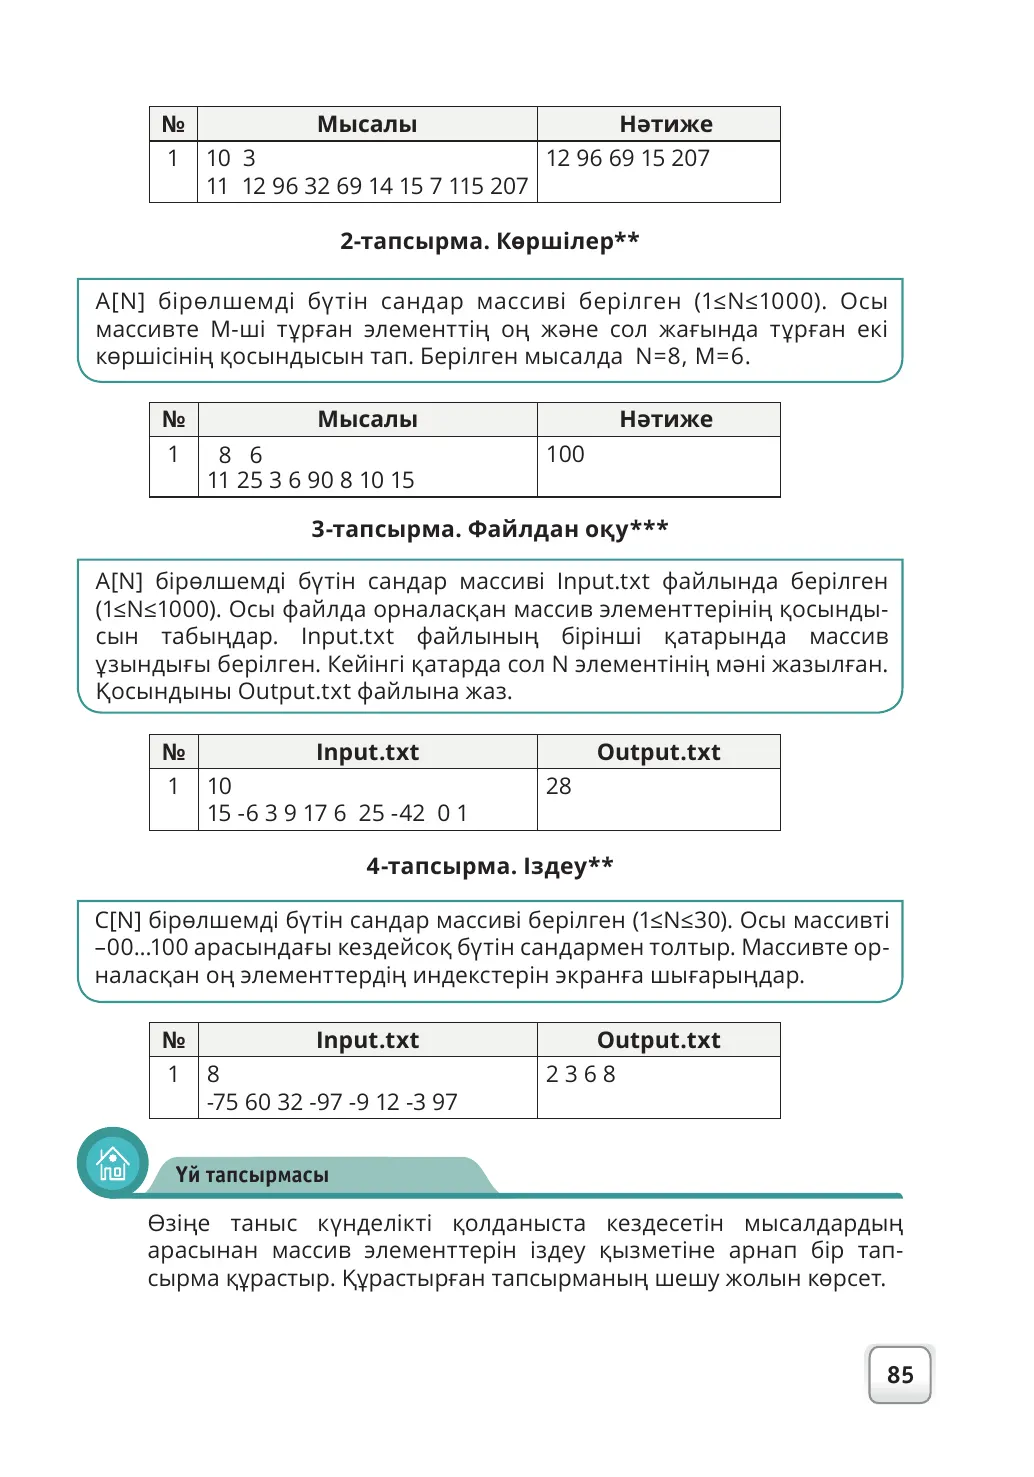 № Мысалы Нәтиже
1 10 3 12 96 69 15 207
11 12 96 32 69 14 15 7 115 207
2-тапсырма. Көршілер**
A[N] бірөлшемді бүтін сандар массиві берілген (1≤N≤1000). Осы
массивте М-ші тұрған элементтің оң және сол жағында тұрған екі
көршісінің қосындысын тап. Берілген мысалда N=8, M=6.
№ Мысалы Нәтиже
1 8 6 100
11 25 3 6 90 8 10 15
3-тапсырма. Файлдан оқу***
A[N] бірөлшемді бүтін сандар массиві Input.txt файлында берілген
(1≤N≤1000). Осы файлда орналасқан массив элементтерінің қосынды-
сын табыңдар. Input.txt файлының бірінші қатарында массив
ұзындығы берілген. Кейінгі қатарда сол N элементінің мәні жазылған.
Қосындыны Output.txt файлына жаз.
№ Input.txt Output.txt
1 10 28
15 -6 3 9 17 6 25 -42 0 1
4-тапсырма. Іздеу**
C[N] бірөлшемді бүтін сандар массиві берілген (1≤N≤30). Осы массивті
–00...100 арасындағы кездейсоқ бүтін сандармен толтыр. Массивте ор-
наласқан оң элементтердің индекстерін экранға шығарыңдар.
№ Input.txt Output.txt
1 8 2 3 6 8
-75 60 32 -97 -9 12 -3 97
Үй тапсырмасы
Өзіңе таныс күнделікті қолданыста кездесетін мысалдардың
арасынан массив элементтерін іздеу қызметіне арнап бір тап-
сырма құрастыр. Құрастырған тапсырманың шешу жолын көрсет.
85